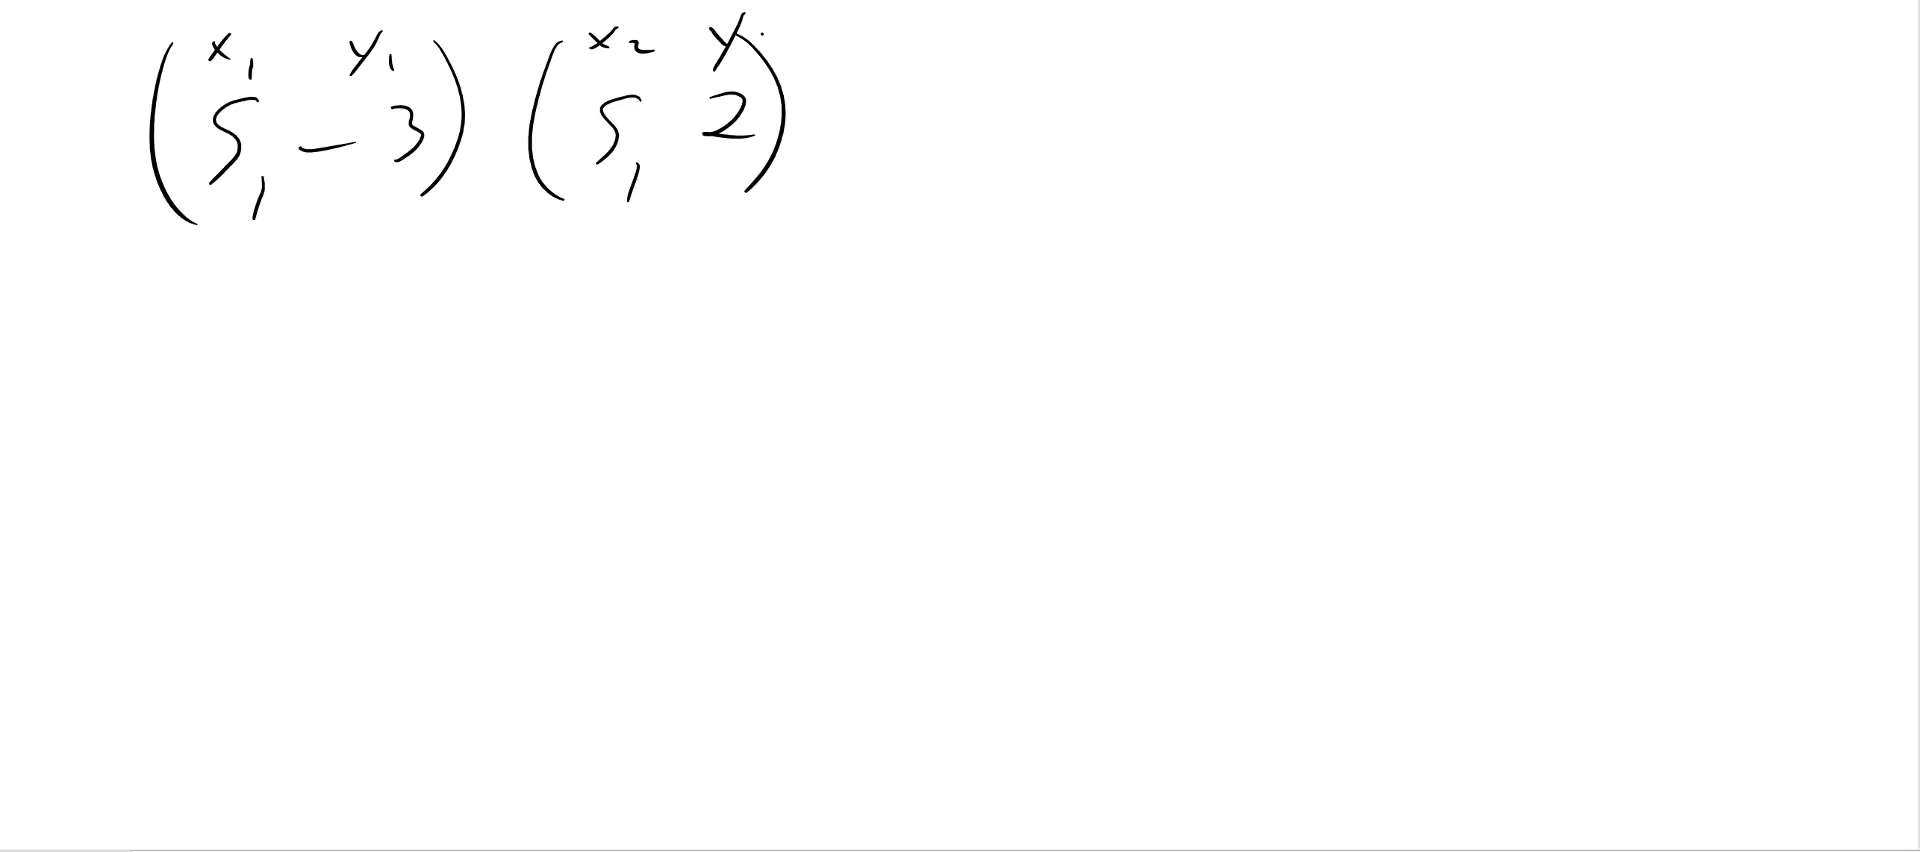 x₁ y₁ x₂ y
(5, -3) (5, 2)